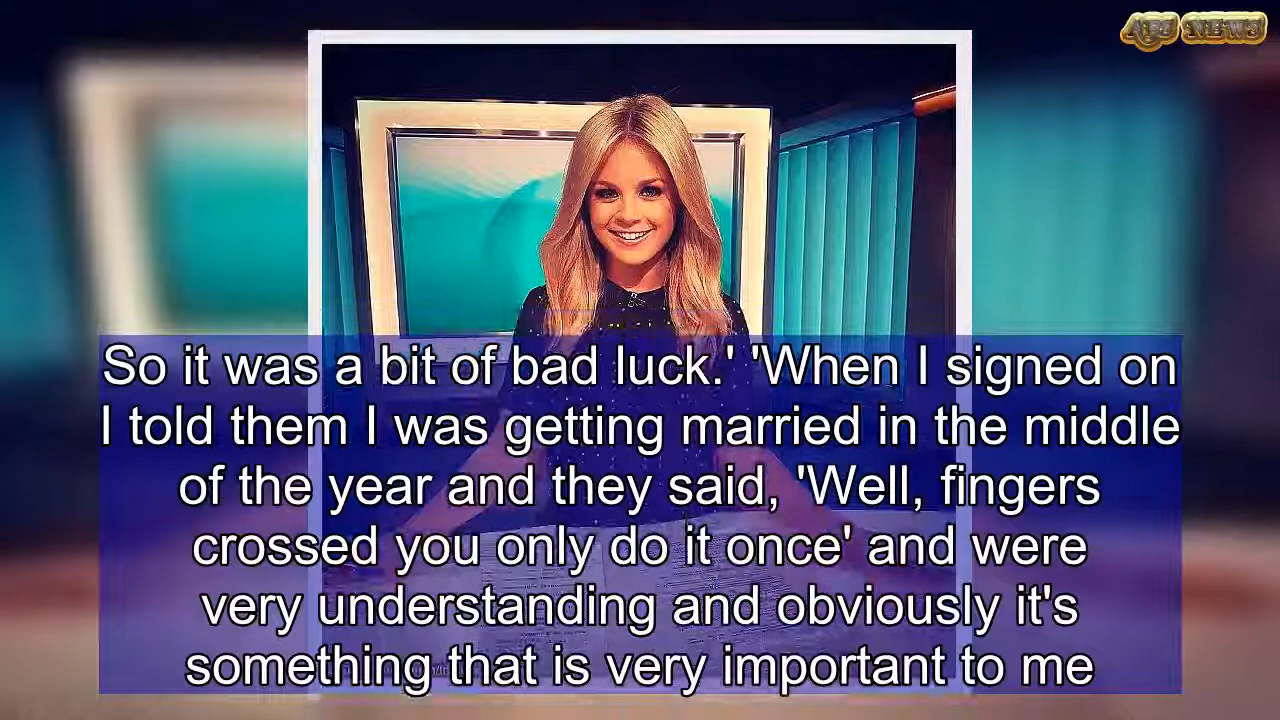 AFS NEWS
So it was a bit of bad luck.' 'When I signed on
I told them I was getting married in the middle
of the year and they said, 'Well, fingers
crossed you only do it once' and were
very understanding and obviously it's
something that is very important to me